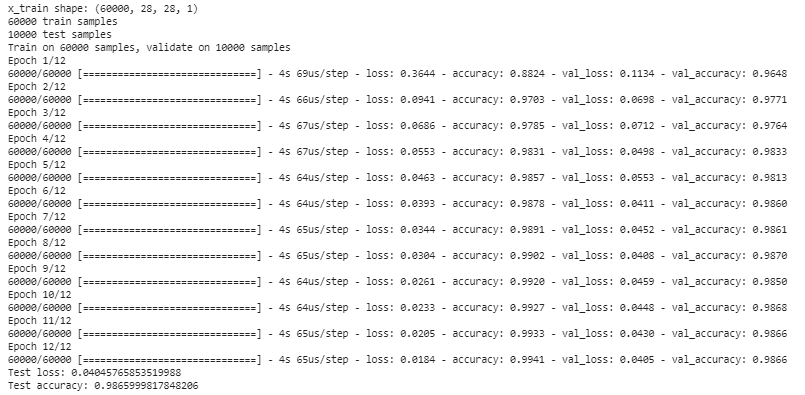 x_train shape: (60000, 28, 28, 1)
60000 train samples
10000 test samples
Train on 60000 samples, validate on 10000 samples
Epoch 1/12
60000/60000 [==============================] - 4s 69us/step - loss: 0.3644 - accuracy: 0.8824 - val_loss: 0.1134 - val_accuracy: 0.9648
Epoch 2/12
60000/60000 [==============================] - 4s 66us/step - loss: 0.0941 - accuracy: 0.9703 - val_loss: 0.0698 - val_accuracy: 0.9771
Epoch 3/12
60000/60000 [==============================] - 4s 67us/step - loss: 0.0686 - accuracy: 0.9785 - val_loss: 0.0712 - val_accuracy: 0.9764
Epoch 4/12
60000/60000 [==============================] - 4s 67us/step - loss: 0.0553 - accuracy: 0.9831 - val_loss: 0.0498 - val_accuracy: 0.9833
Epoch 5/12
60000/60000 [==============================] - 4s 64us/step - loss: 0.0463 - accuracy: 0.9857 - val_loss: 0.0553 - val_accuracy: 0.9813
Epoch 6/12
60000/60000 [==============================] - 4s 64us/step - loss: 0.0393 - accuracy: 0.9878 - val_loss: 0.0411 - val_accuracy: 0.9860
Epoch 7/12
60000/60000 [==============================] - 4s 65us/step - loss: 0.0344 - accuracy: 0.9891 - val_loss: 0.0452 - val_accuracy: 0.9861
Epoch 8/12
60000/60000 [==============================] - 4s 65us/step - loss: 0.0304 - accuracy: 0.9902 - val_loss: 0.0408 - val_accuracy: 0.9870
Epoch 9/12
60000/60000 [==============================] - 4s 64us/step - loss: 0.0261 - accuracy: 0.9920 - val_loss: 0.0459 - val_accuracy: 0.9850
Epoch 10/12
60000/60000 [==============================] - 4s 64us/step - loss: 0.0233 - accuracy: 0.9927 - val_loss: 0.0448 - val_accuracy: 0.9868
Epoch 11/12
60000/60000 [==============================] - 4s 65us/step - loss: 0.0205 - accuracy: 0.9933 - val_loss: 0.0430 - val_accuracy: 0.9866
Epoch 12/12
60000/60000 [==============================] - 4s 65us/step - loss: 0.0184 - accuracy: 0.9941 - val_loss: 0.0405 - val_accuracy: 0.9866
Test loss: 0.04045765853519988
Test accuracy: 0.9865999817848206